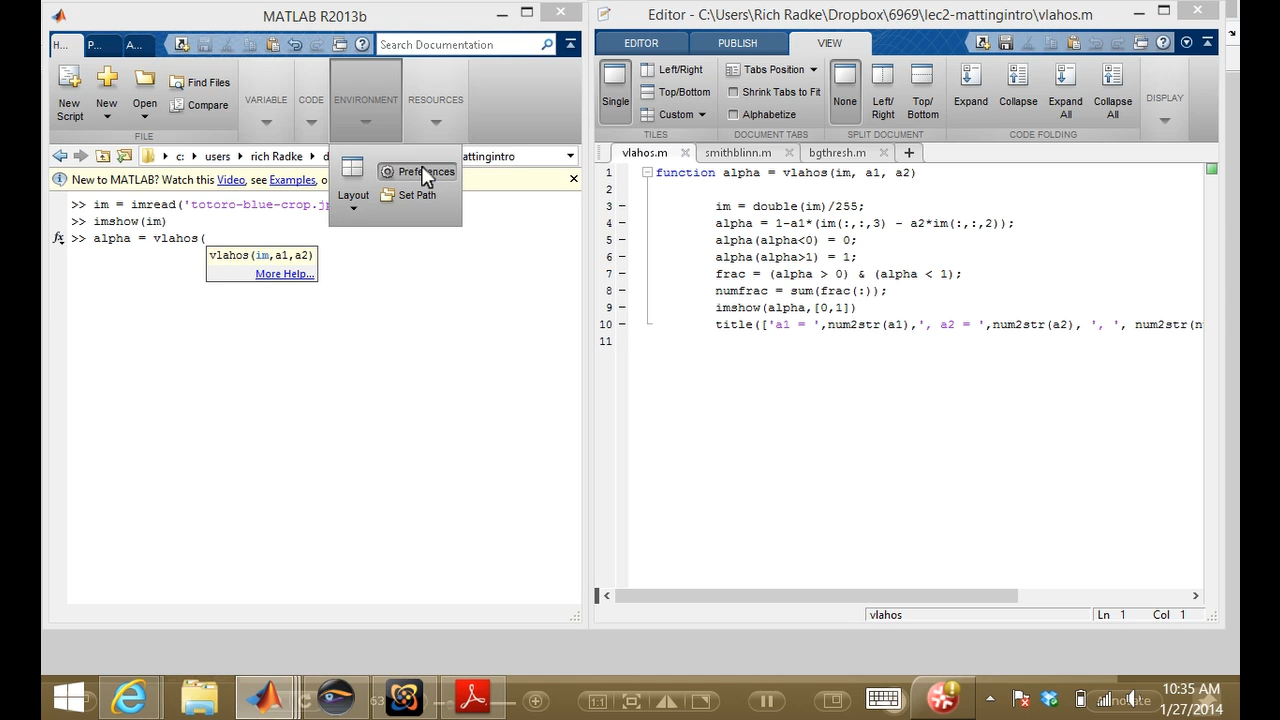 MATLAB R2013b
H... P... A...
Search Documentation
New Script
New
Open
Find Files
Compare
VARIABLE
CODE
ENVIRONMENT
RESOURCES
FILE
c: users rich Radke d attingintro
New to MATLAB? Watch this Video, see Examples, o
Layout
Preferences
Set Path
>> im = imread('totoro-blue-crop.jp
>> imshow(im)
fx >> alpha = vlahos(
vlahos(im,a1,a2)
More Help...
Editor - C:\Users\Rich Radke\Dropbox\6969\lec2-mattingintro\vlahos.m
EDITOR PUBLISH VIEW
Single
Left/Right
Top/Bottom
Custom
TILES
Tabs Position
Shrink Tabs to Fit
Alphabetize
DOCUMENT TABS
None
Left/ Right
Top/ Bottom
SPLIT DOCUMENT
Expand
Collapse
Expand All
Collapse All
CODE FOLDING
DISPLAY
vlahos.m smithblinn.m bgthresh.m +
1 function alpha = vlahos(im, a1, a2)
2
3 im = double(im)/255;
4 alpha = 1-a1*(im(:,:,3) - a2*im(:,:,2));
5 alpha(alpha<0) = 0;
6 alpha(alpha>1) = 1;
7 frac = (alpha > 0) & (alpha < 1);
8 numfrac = sum(frac(:));
9 imshow(alpha,[0,1])
10 title(['a1 = ',num2str(a1),', a2 = ',num2str(a2), ', ', num2str(n
11
vlahos
Ln 1 Col 1
63
1:1
10:35 AM
1/27/2014